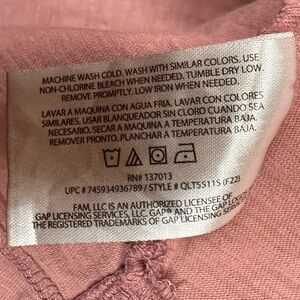 MACHINE WASH COLD. WASH WITH SIMILAR COLORS. USE
NON-CHLORINE BLEACH WHEN NEEDED. TUMBLE DRY LOW.
REMOVE PROMPTLY. LOW IRON WHEN NEEDED.
LAVAR A MAQUINA CON AGUA FRIA. LAVAR CON COLORES
SIMILARES. USAR BLANQUEADOR SIN CLORO CUANDO SEA
NECESARIO. SECAR A MAQUINA A TEMPERATURA BAJA.
REMOVER PRONTO. PLANCHAR A TEMPERATURA BAJA.
RN# 137013
UPC # 745934936789 / STYLE # QLT5511S (F22)
FAM, LLC IS AN AUTHORIZED LICENSEE OF
GAP LICENSING SERVICES, LLC. GAP® AND THE GAP LOGO
THE REGISTERED TRADEMARKS OF GAP LICENSING SERV